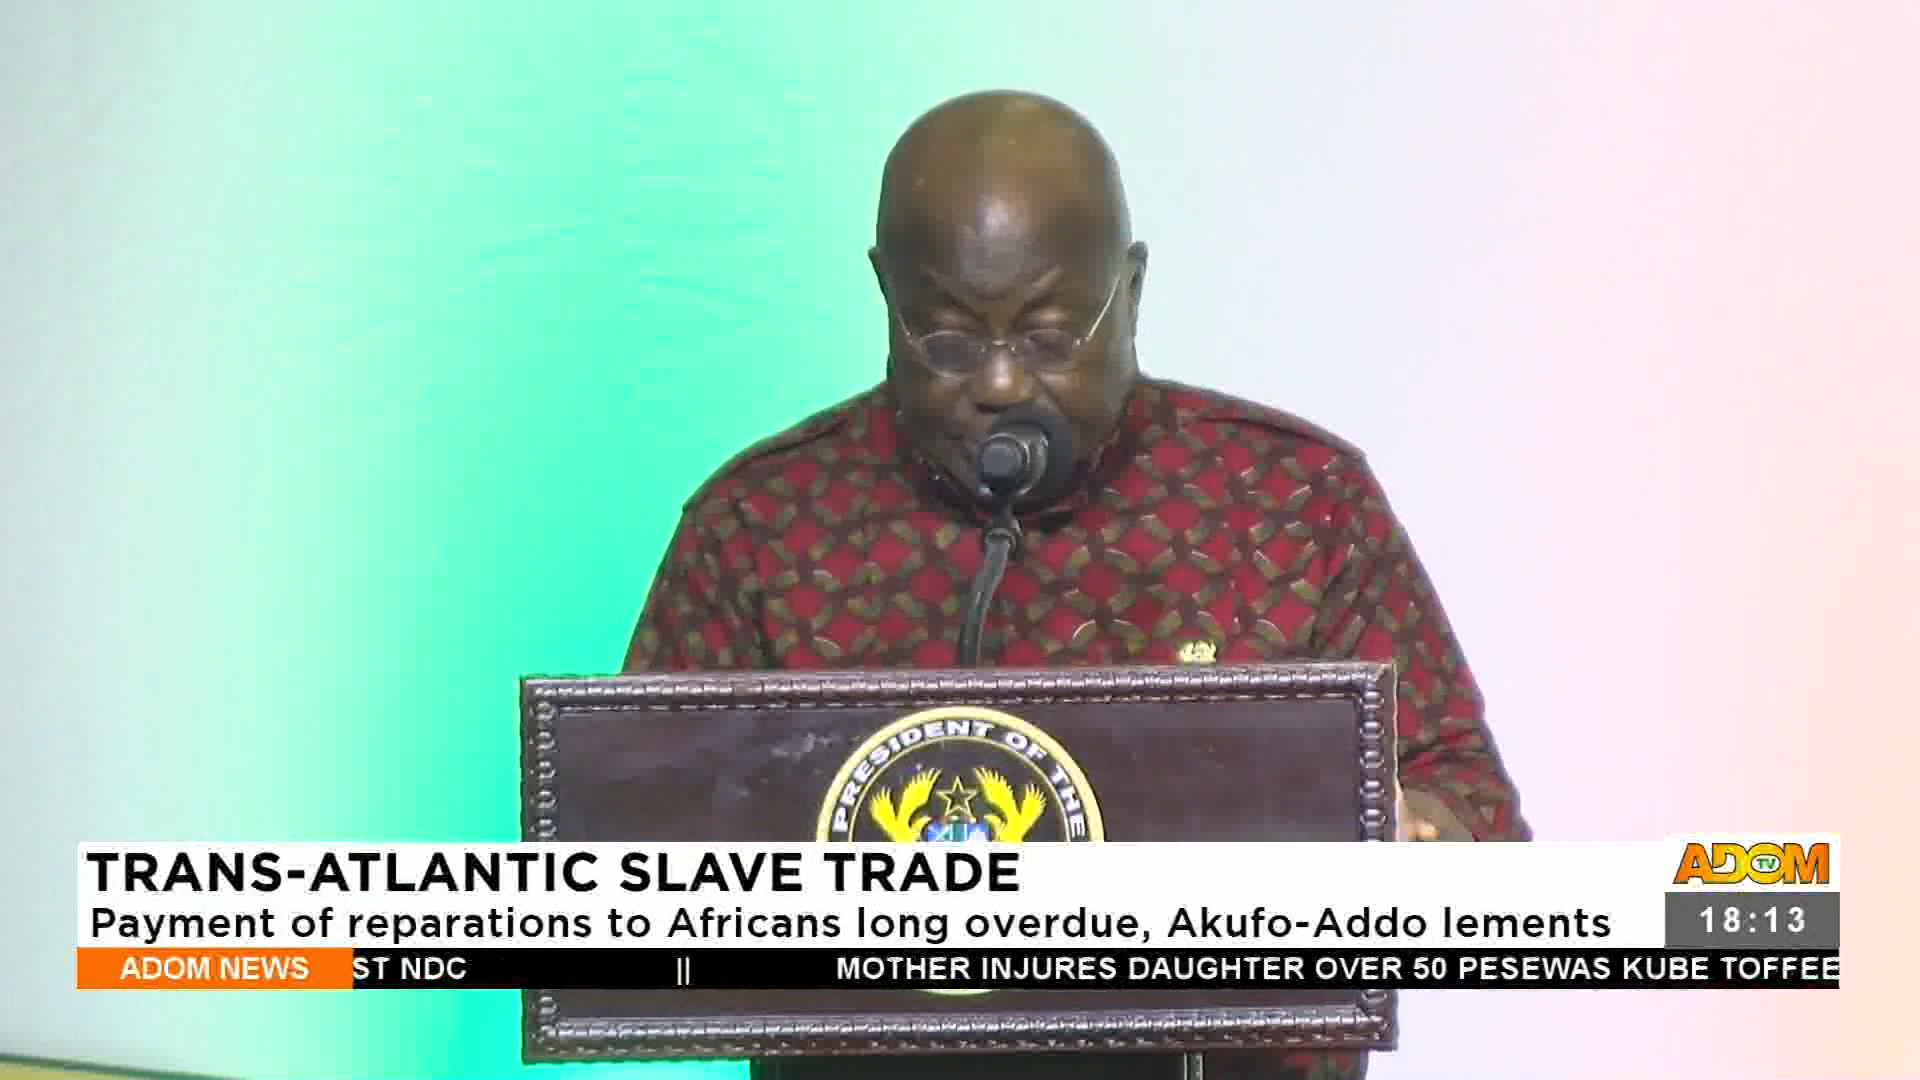 PRESIDENT OF THE
TRANS-ATLANTIC SLAVE TRADE
ADOM TV
Payment of reparations to Africans long overdue, Akufo-Addo lements
18:13
ADOM NEWS
ST NDC || MOTHER INJURES DAUGHTER OVER 50 PESEWAS KUBE TOFFEE